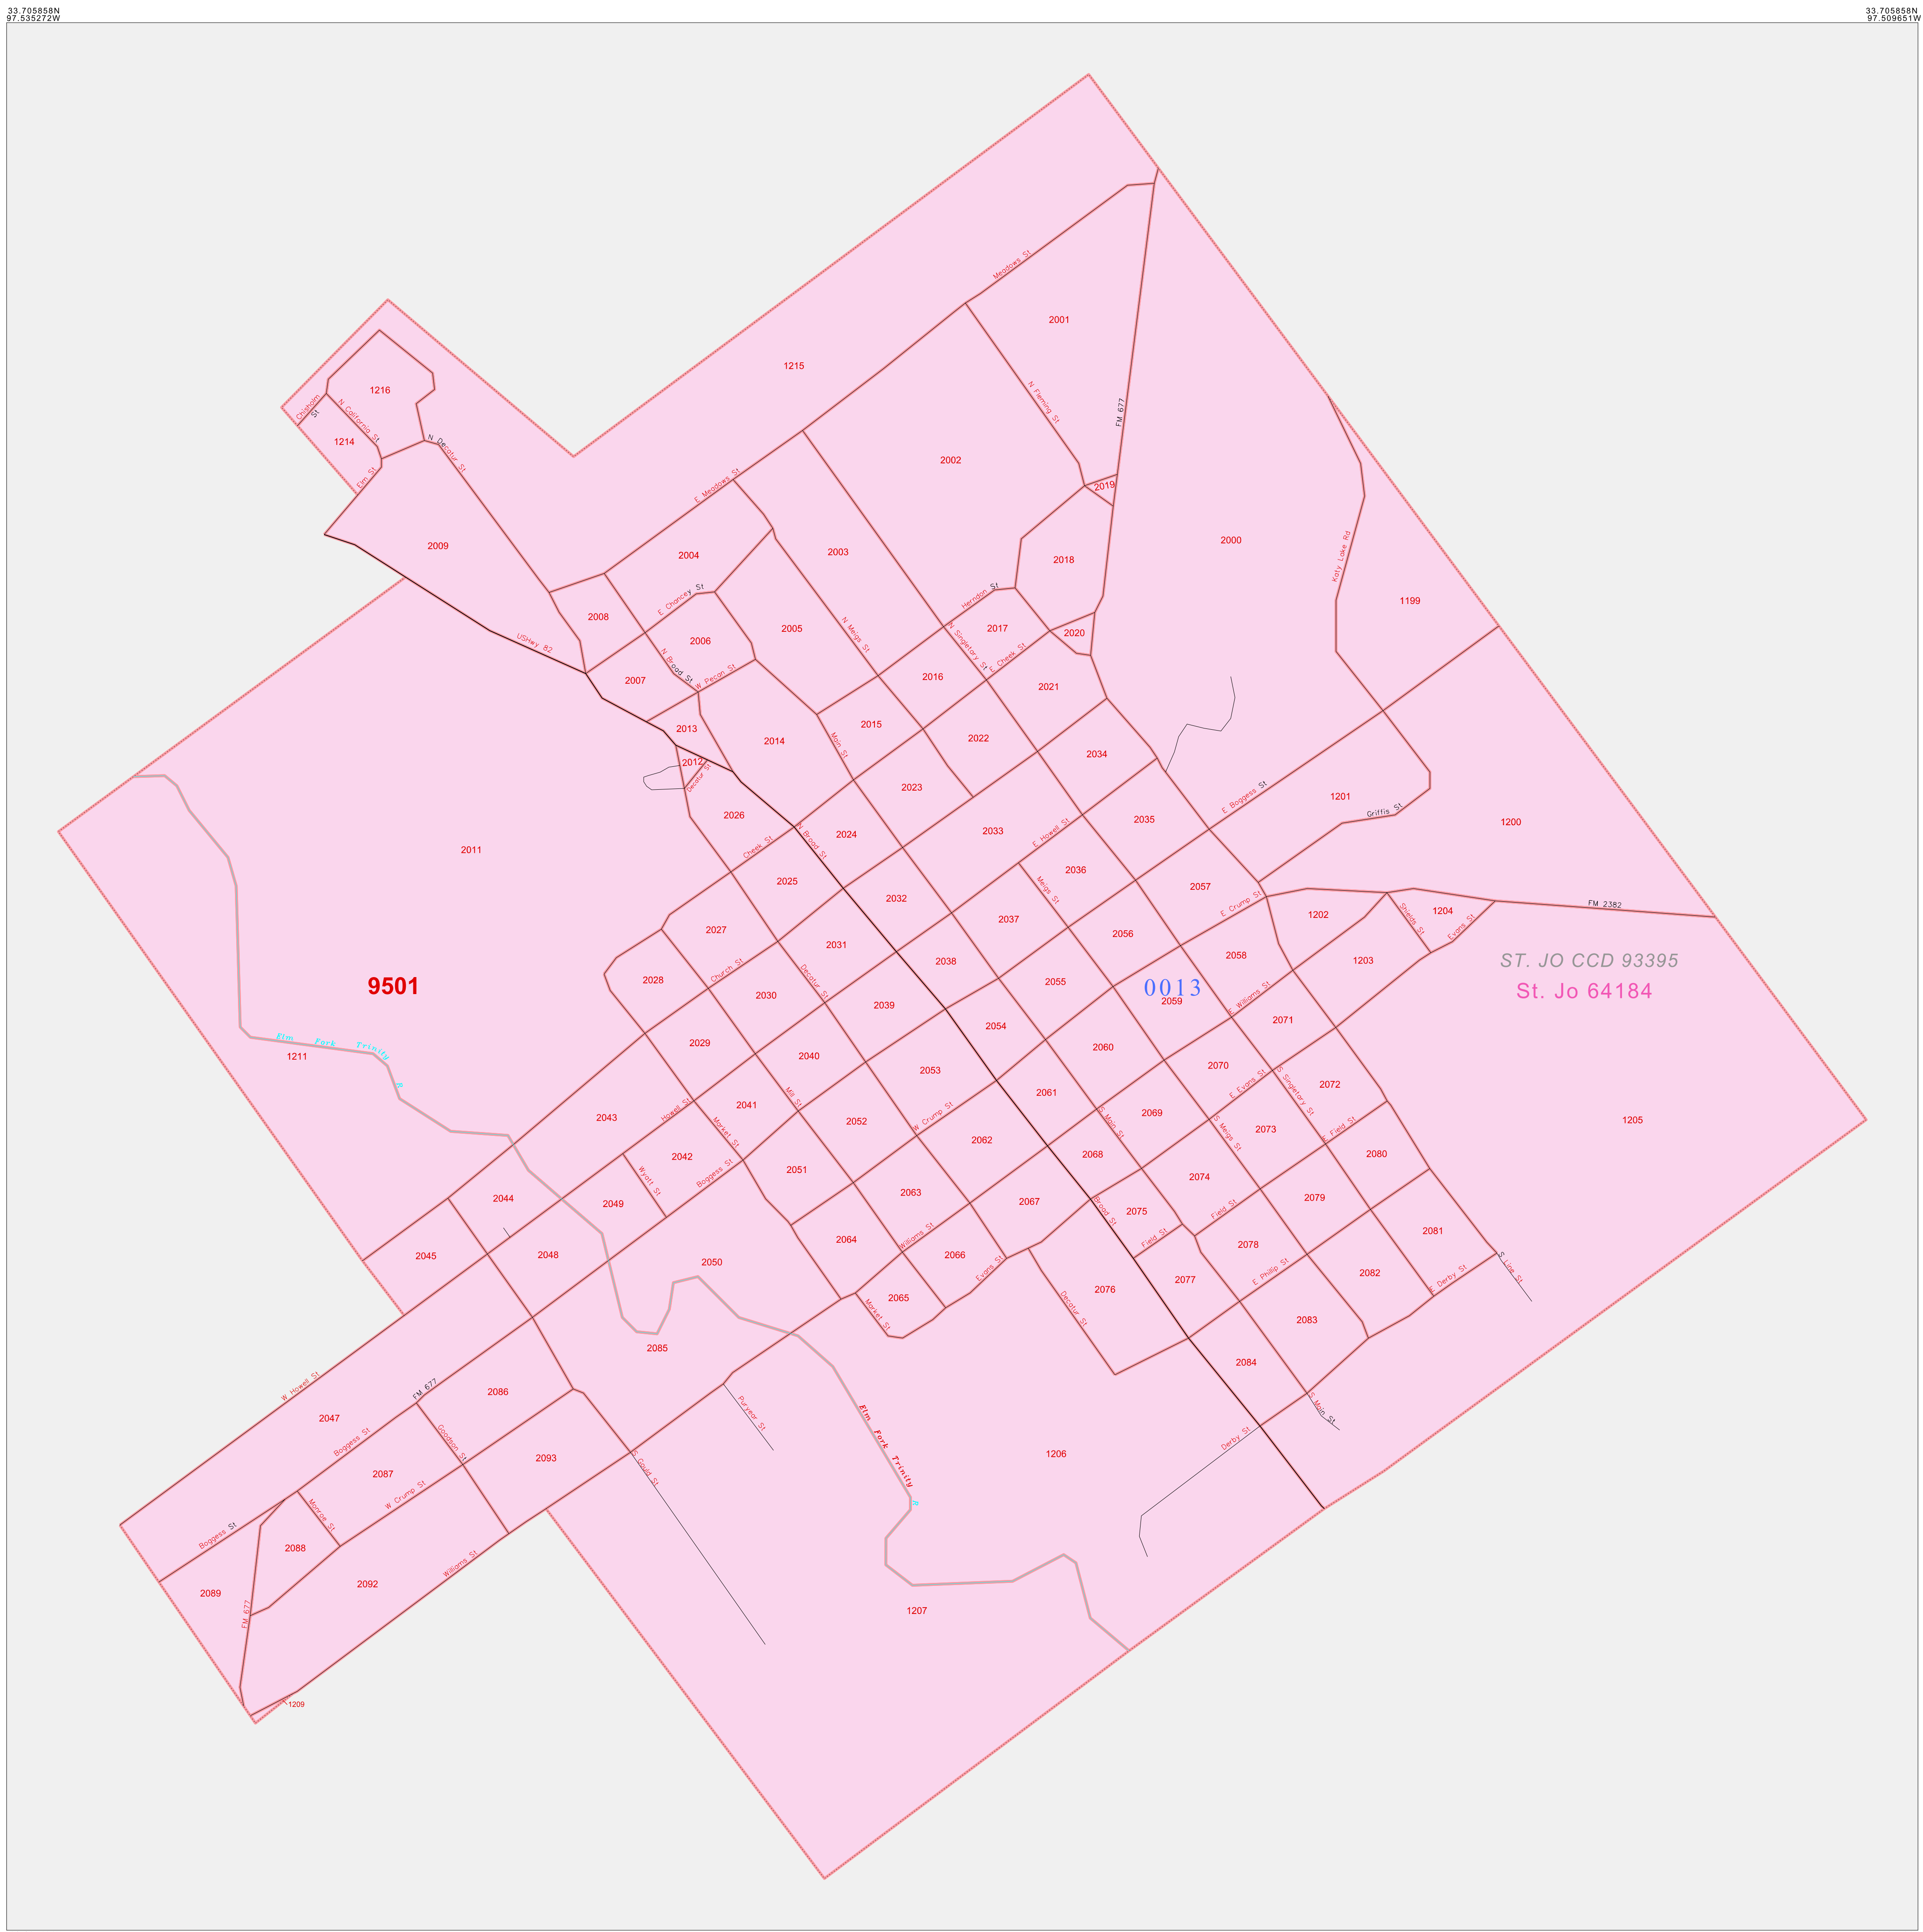 33.705858N
97.535272W
33.705858N
97.509651W
Meadows St
2001
1215
1216
Chisholm St
N California St
1214
N Decatur St
Elm St
N Fleming St
FM 677
2002
E Meadows St
2019
2009
2004
2003
2018
2000
Katy Lake Rd
1199
E Chancey St
Herndon St
2008
2006
2005
N Meigs St
2017
2020
USHwy 82
N Broad St
N Singletary St
E Cheek St
2007
W Pecan St
2016
2021
2013
2014
Main St
2015
2022
2034
2012
Decatur St
2023
E Boggess St
1201
Griffis St
1200
2026
N Broad St
2024
2033
E Howell St
2035
2011
Cheek St
2025
2036
Meigs St
2057
2032
E Crump St
FM 2382
2027
2037
2056
1202
Shields St
1204
Evans St
2031
2038
2058
1203
ST. JO CCD 93395
9501
Church St
2028
Decatur St
2055
0013
2059
St. Jo 64184
2030
2039
E Williams St
2071
2054
Elm Fork Trinity R
1211
2029
2040
2060
2070
E Evans St
S Singletary St
2053
2072
2043
Howell St
2041
Mill St
2061
2069
2052
W Crump St
S Main St
S Meigs St
2073
E Field St
1205
Market St
2062
2068
2080
2042
Boggess St
2051
2074
Wyatt St
2044
2049
2063
2067
Broad St
2075
Field St
2079
2081
Field St
Williams St
2064
2066
2078
2045
2048
2050
Evans St
E Phillip St
S Line St
2082
E Derby St
2065
Market St
2076
Decatur St
2077
2083
2085
2084
W Howell St
FM 677
2086
Puryear St
S Main St
2047
Boggess St
Goodson St
Elm Fork Trinity R
Derby St
2087
2093
1206
W Crump St
S Gould St
Monroe St
Boggess St
2088
2089
2092
Williams St
FM 677
1207
1209